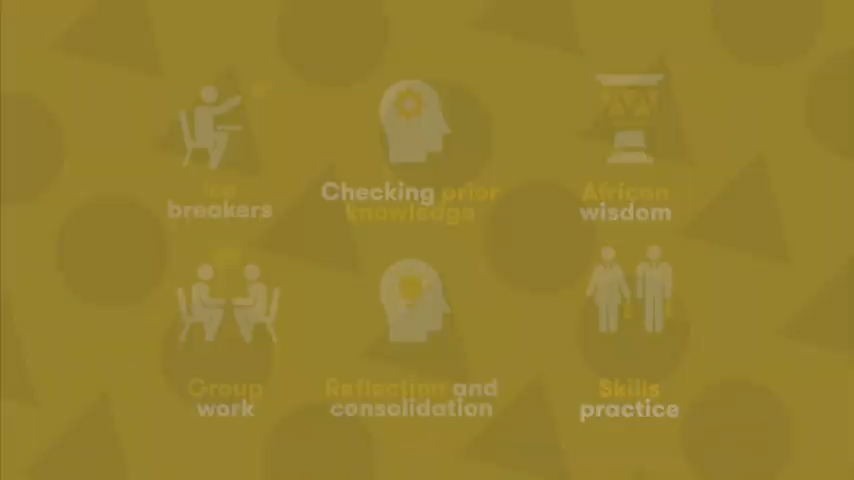 Ice
breakers
Checking prior
knowledge
African
wisdom
Group
work
Reflection and
consolidation
Skills
practice